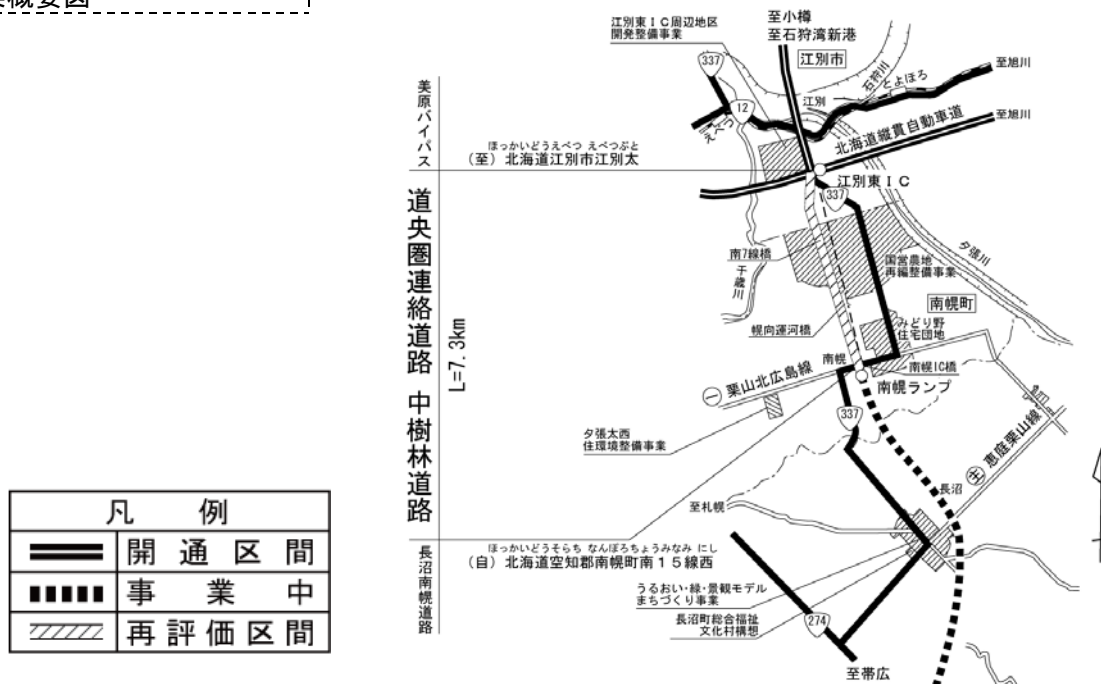 江別東ＩＣ周辺地区
開発整備事業
至小樽
至石狩湾新港
江別市
337
石狩川
とよほろ
至旭川
12
江別
えべつ
北海道縦貫自動車道
至旭川
美原バイパス
ほっかいどうえべつ えべつぶと
（至）北海道江別市江別太
江別東ＩＣ
337
道央圏連絡道路 中樹林道路
L=7.3km
南7線橋
千歳川
国営農地
再編整備事業
夕張川
南幌町
みどり野
住宅団地
幌向運河橋
南幌
南幌IC橋
南幌ランプ
一
栗山北広島線
337
夕張太西
住環境整備事業
主
恵庭栗山線
長沼
至札幌
長沼南幌道路
ほっかいどうそらち なんぽろちょうみなみ にし
（自）北海道空知郡南幌町南１５線西
うるおい・緑・景観モデル
まちづくり事業
長沼町総合福祉
文化村構想
274
至帯広
凡例
開通区間
事業中
再評価区間